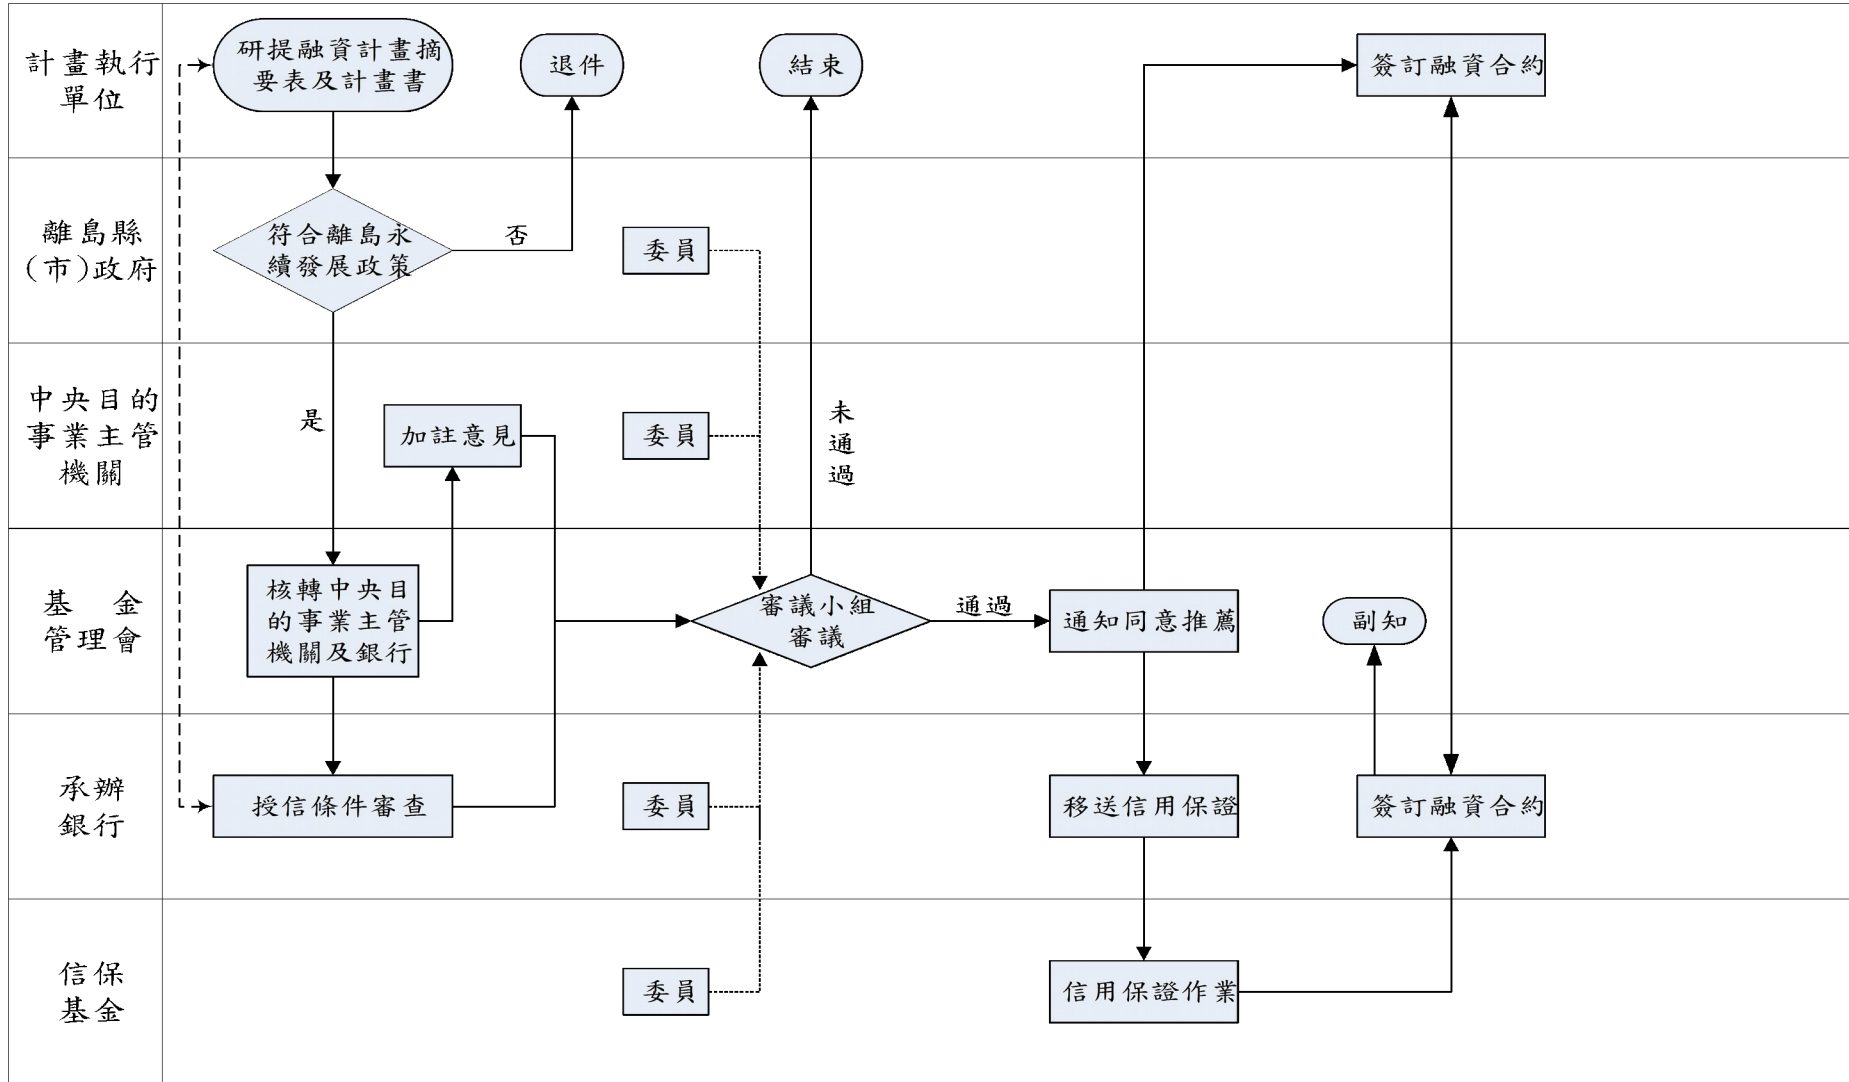 計畫執行
單位
研提融資計畫摘
要表及計畫書
退件
結束
簽訂融資合約
離島縣
(市)政府
符合離島永
續發展政策
否
委員
中央目的
事業主管
機關
是
加註意見
委員
未
通
過
基 金
管理會
核轉中央目
的事業主管
機關及銀行
審議小組
審議
通過
通知同意推薦
副知
承辦
銀行
授信條件審查
委員
移送信用保證
簽訂融資合約
信保
基金
委員
信用保證作業